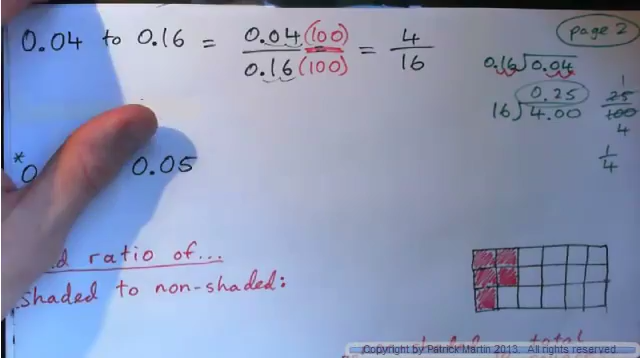 page 2
0.04 to 0.16 = 0.04(100) / 0.16(100) = 4 / 16
0.16 0.04
0.25
16 4.00
1
25
100
4
1/4
* 0 0.05
ratio of...
shaded to non-shaded:
total
Copyright by Patrick Martin 2013. All rights reserved.